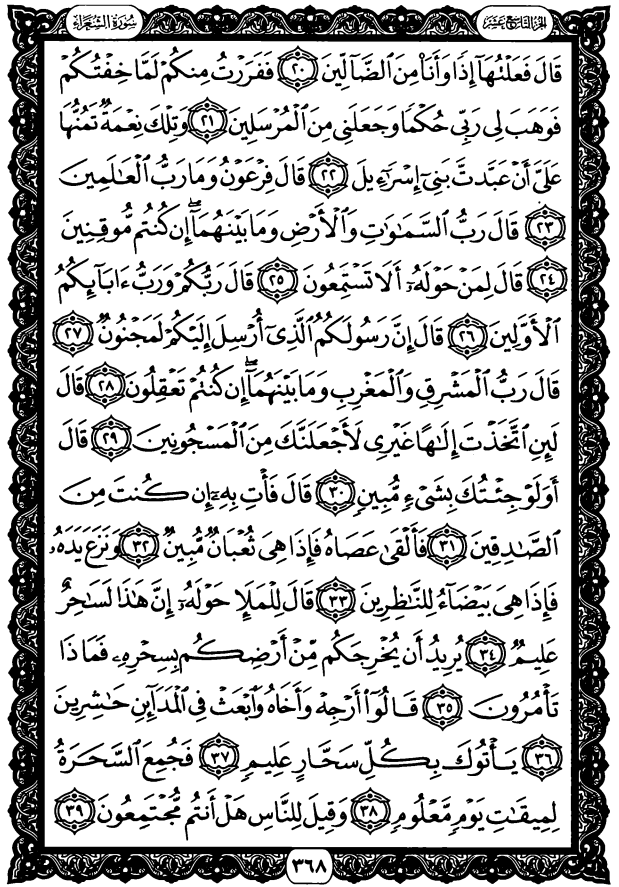 الجزء التاسع عشر
سورة الشعراء
قَالَ فَعَلْتُهَآ إِذًا وَأَنَا۠ مِنَ ٱلضَّآلِّينَ ٢٠ فَفَرَرْتُ مِنكُمْ لَمَّا خِفْتُكُمْ
فَوَهَبَ لِى رَبِّى حُكْمًا وَجَعَلَنِى مِنَ ٱلْمُرْسَلِينَ ٢١ وَتِلْكَ نِعْمَةٌ تَمُنُّهَا
عَلَىَّ أَنْ عَبَّدتَّ بَنِىٓ إِسْرَٰٓءِيلَ ٢٢ قَالَ فِرْعَوْنُ وَمَا رَبُّ ٱلْعَٰلَمِينَ
٢٣ قَالَ رَبُّ ٱلسَّمَٰوَٰتِ وَٱلْأَرْضِ وَمَا بَيْنَهُمَآ ۖ إِن كُنتُم مُّوقِنِينَ
٢٤ قَالَ لِمَنْ حَوْلَهُۥٓ أَلَا تَسْتَمِعُونَ ٢٥ قَالَ رَبُّكُمْ وَرَبُّ ءَابَآئِكُمُ
ٱلْأَوَّلِينَ ٢٦ قَالَ إِنَّ رَسُولَكُمُ ٱلَّذِىٓ أُرْسِلَ إِلَيْكُمْ لَمَجْنُونٌ ٢٧
قَالَ رَبُّ ٱلْمَشْرِقِ وَٱلْمَغْرِبِ وَمَا بَيْنَهُمَآ ۖ إِن كُنتُمْ تَعْقِلُونَ ٢٨ قَالَ
لَئِنِ ٱتَّخَذْتَ إِلَٰهًا غَيْرِى لَأَجْعَلَنَّكَ مِنَ ٱلْمَسْجُونِينَ ٢٩ قَالَ
أَوَلَوْ جِئْتُكَ بِشَىْءٍ مُّبِينٍ ٣٠ قَالَ فَأْتِ بِهِۦٓ إِن كُنتَ مِنَ
ٱلصَّٰدِقِينَ ٣١ فَأَلْقَىٰ عَصَاهُ فَإِذَا هِىَ ثُعْبَانٌ مُّبِينٌ ٣٢ وَنَزَعَ يَدَهُۥ
فَإِذَا هِىَ بَيْضَآءُ لِلنَّٰظِرِينَ ٣٣ قَالَ لِلْمَلَإِ حَوْلَهُۥٓ إِنَّ هَٰذَا لَسَٰحِرٌ
عَلِيمٌ ٣٤ يُرِيدُ أَن يُخْرِجَكُم مِّنْ أَرْضِكُم بِسِحْرِهِۦ فَمَاذَا
تَأْمُرُونَ ٣٥ قَالُوٓا۟ أَرْجِهْ وَأَخَاهُ وَٱبْعَثْ فِى ٱلْمَدَآئِنِ حَٰشِرِينَ
٣٦ يَأْتُوكَ بِكُلِّ سَحَّارٍ عَلِيمٍ ٣٧ فَجُمِعَ ٱلسَّحَرَةُ
لِمِيقَٰتِ يَوْمٍ مَّعْلُومٍ ٣٨ وَقِيلَ لِلنَّاسِ هَلْ أَنتُم مُّجْتَمِعُونَ ٣٩
٣٦٨